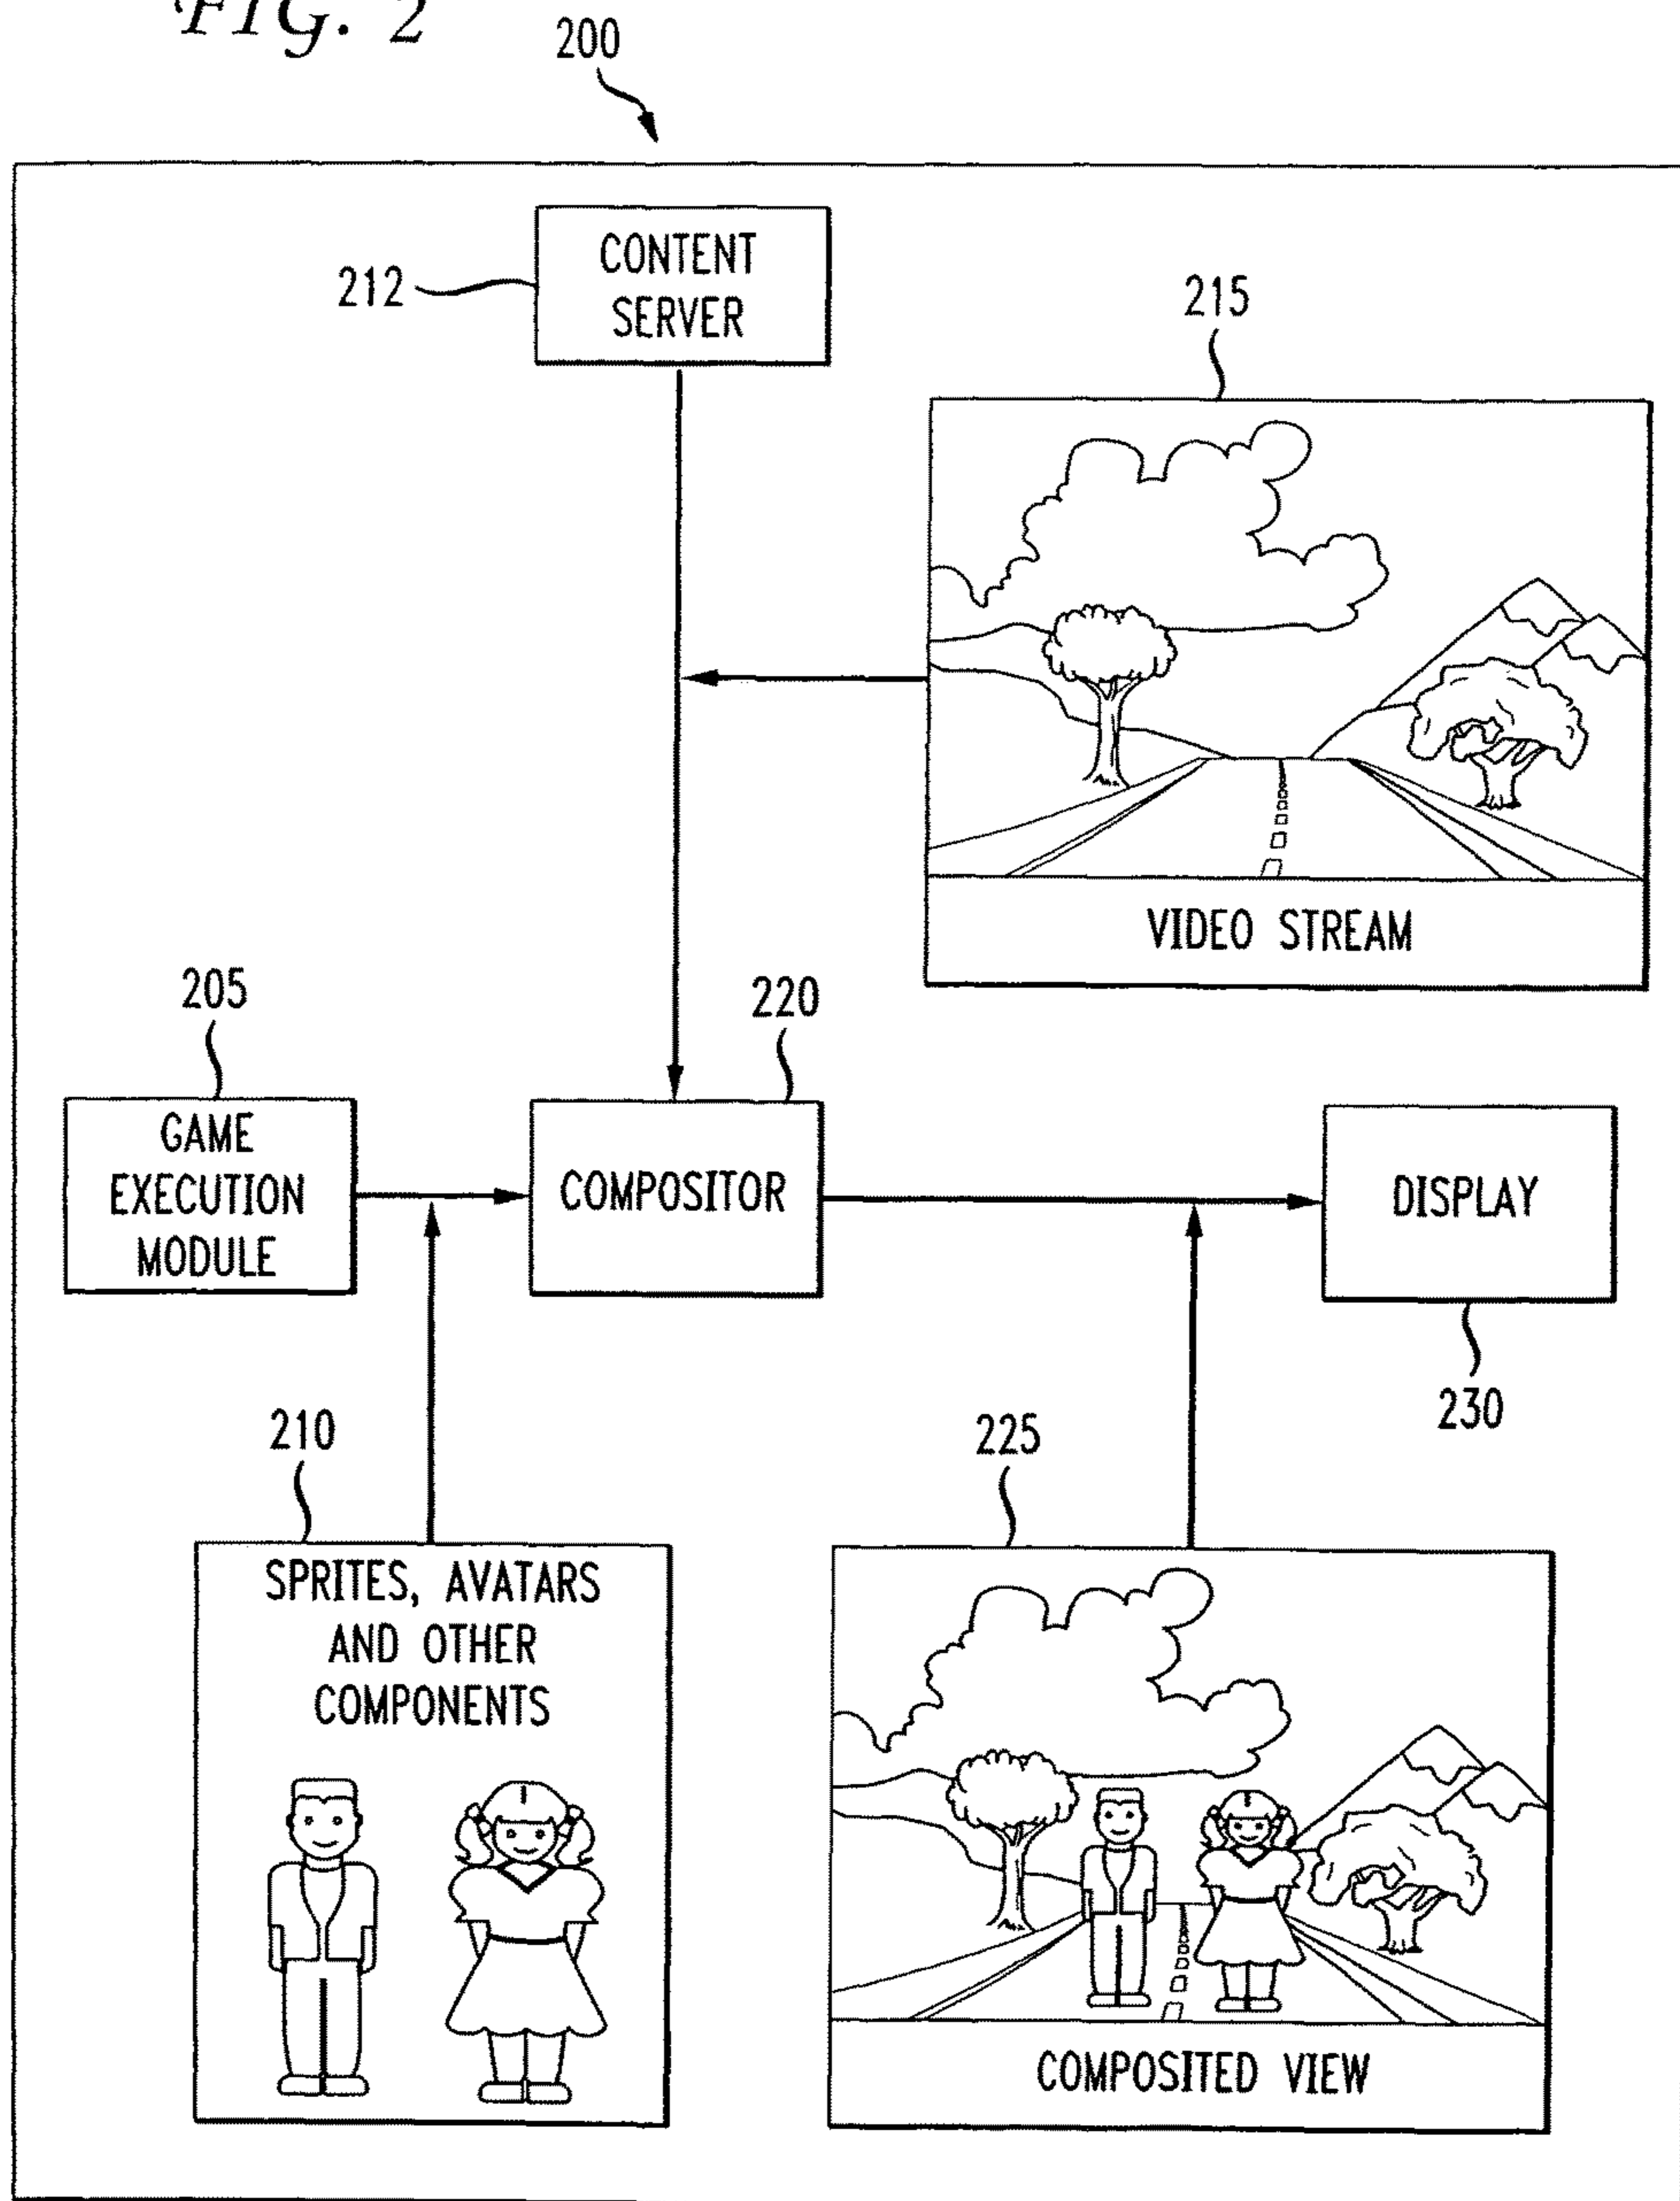 FIG. 2
200
CONTENT
SERVER
212
215
VIDEO STREAM
205
220
GAME
EXECUTION
MODULE
COMPOSITOR
DISPLAY
230
210
225
SPRITES, AVATARS
AND OTHER
COMPONENTS
COMPOSITED VIEW